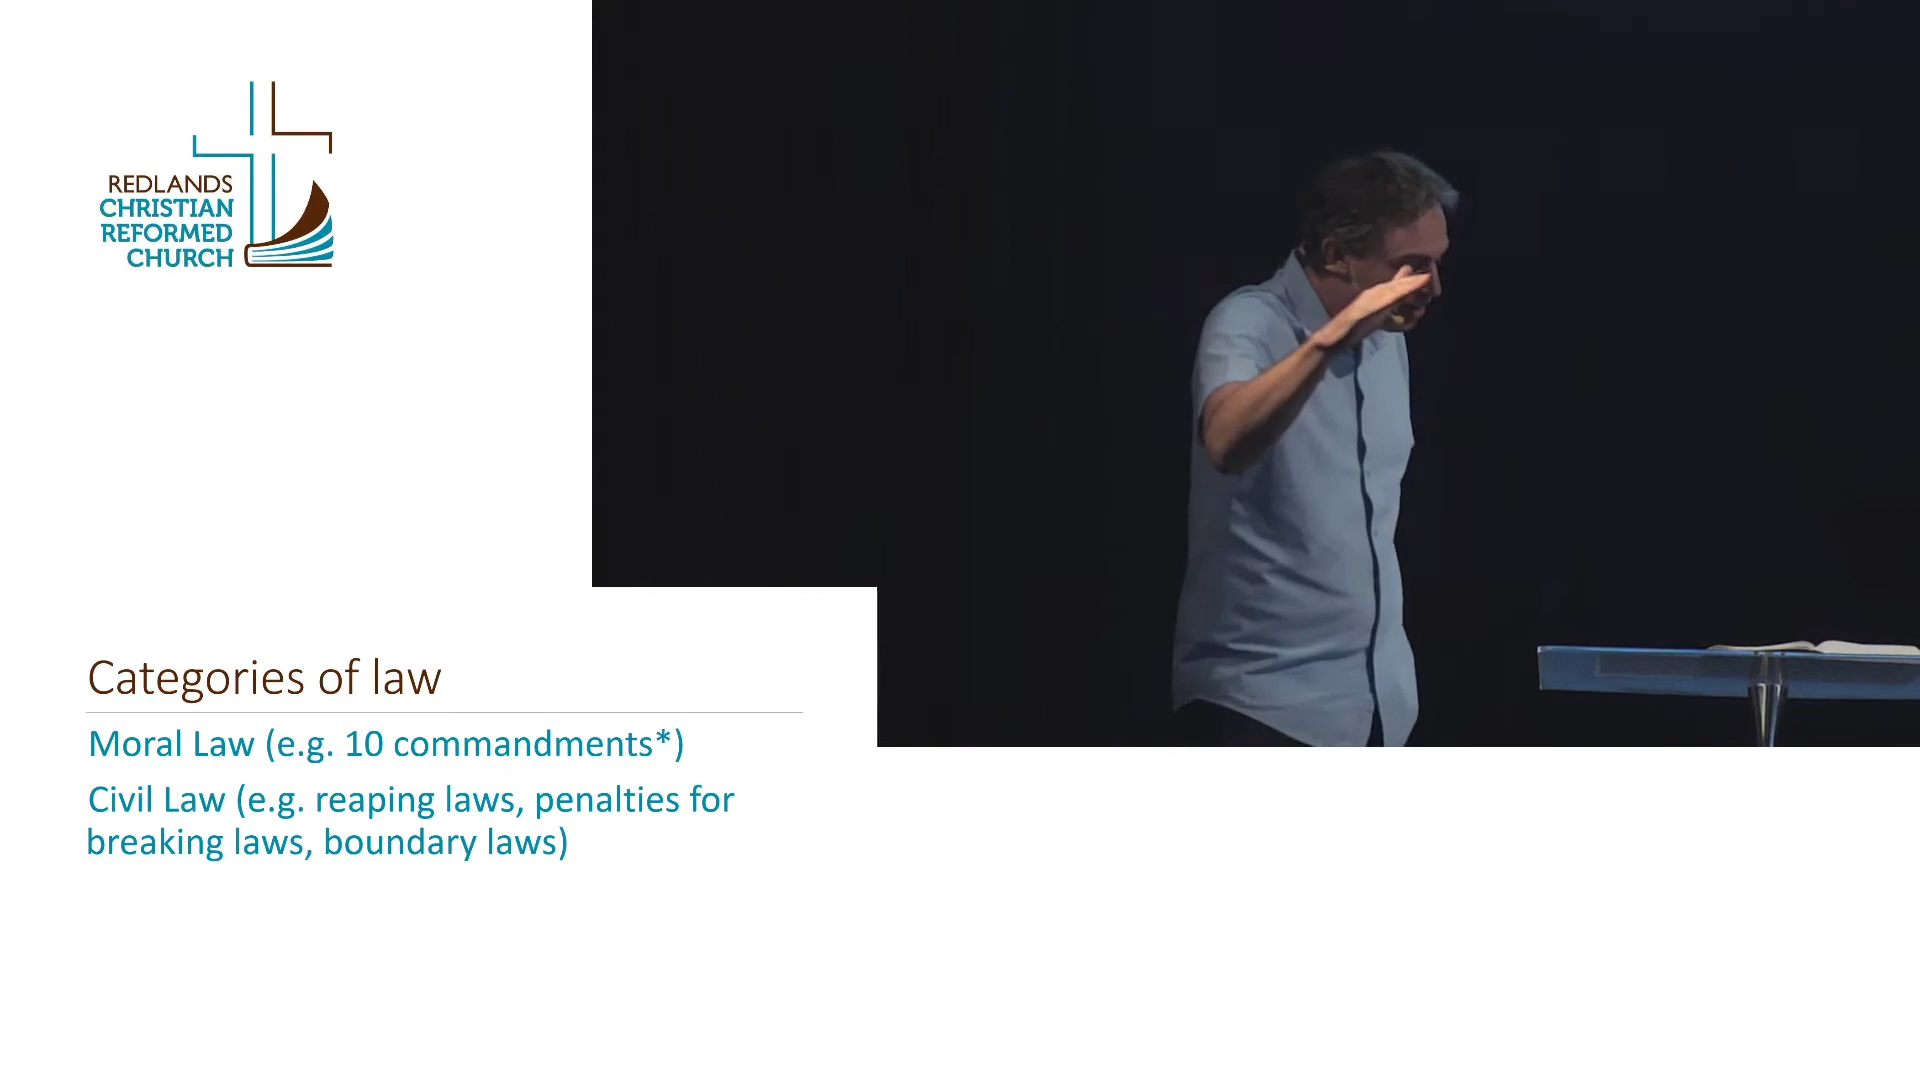 REDLANDS
CHRISTIAN
REFORMED
CHURCH
Categories of law
Moral Law (e.g. 10 commandments*)
Civil Law (e.g. reaping laws, penalties for
breaking laws, boundary laws)